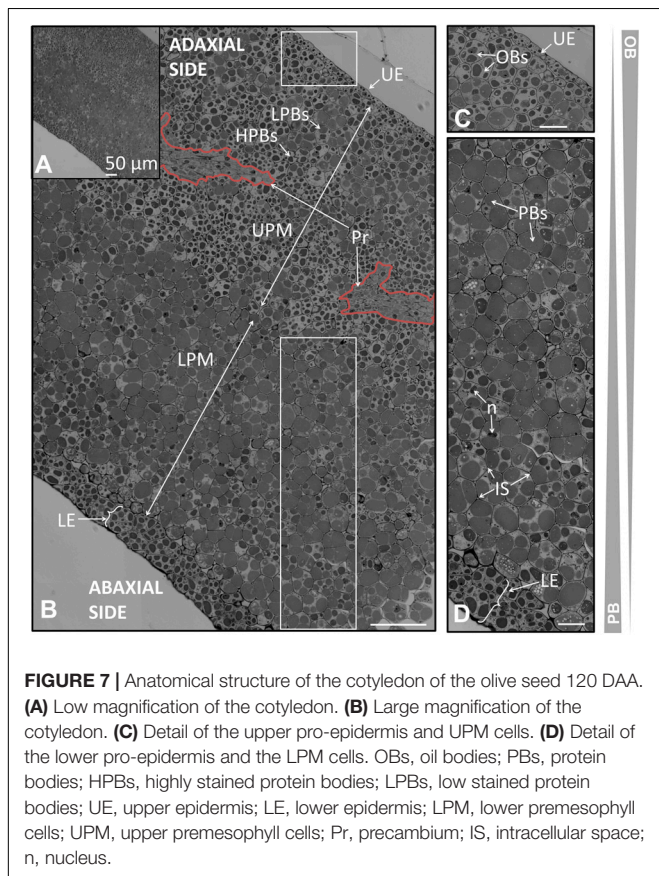 ADAXIAL
SIDE
UE
LPBs
HPBs
A
50 µm
UPM
Pr
LPM
LE
ABAXIAL
SIDE
B
UE
OBs
C
PBs
n
IS
LE
D
OB
PB
FIGURE 7 | Anatomical structure of the cotyledon of the olive seed 120 DAA.
(A) Low magnification of the cotyledon. (B) Large magnification of the
cotyledon. (C) Detail of the upper pro-epidermis and UPM cells. (D) Detail of
the lower pro-epidermis and the LPM cells. OBs, oil bodies; PBs, protein
bodies; HPBs, highly stained protein bodies; LPBs, low stained protein
bodies; UE, upper epidermis; LE, lower epidermis; LPM, lower premesophyll
cells; UPM, upper premesophyll cells; Pr, precambium; IS, intracellular space;
n, nucleus.